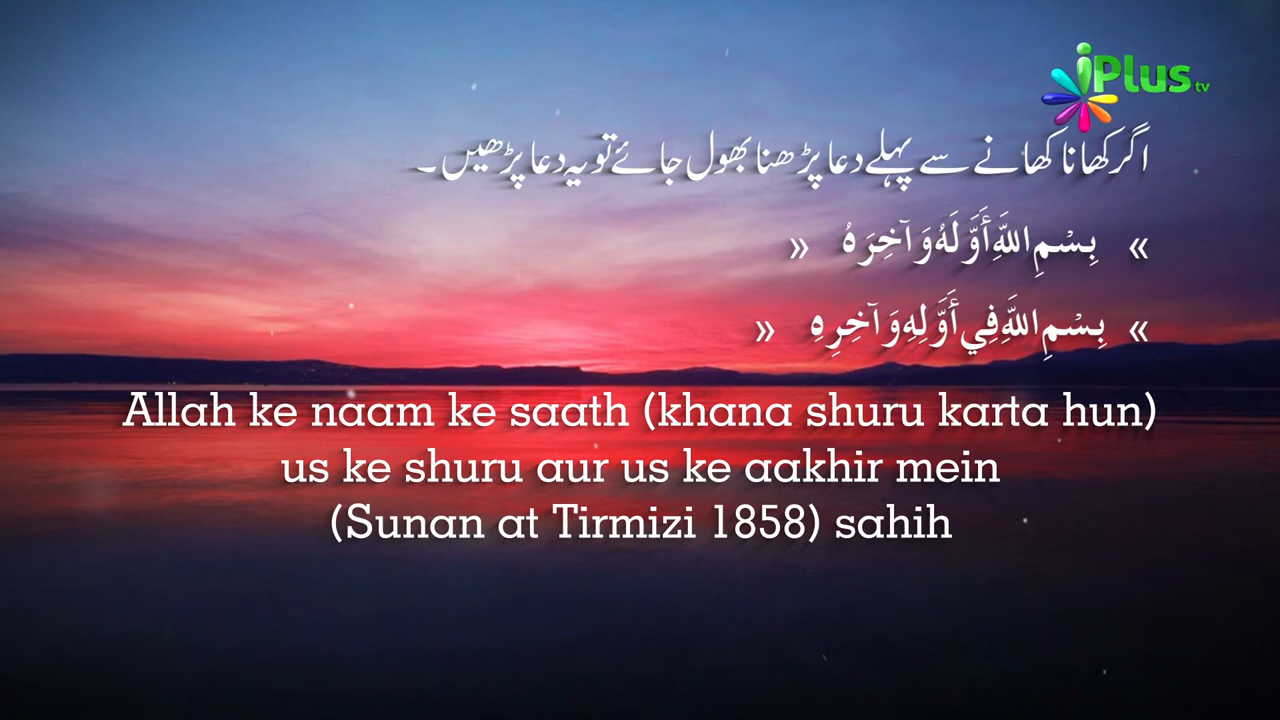 iPlus tv
اگر کھانا کھانے سے پہلے دعا پڑھنا بھول جائے تو یہ دعا پڑھیں۔
» بِسْمِ اللَّهِ أَوَّلَهُ وَآخِرَهُ «
» بِسْمِ اللَّهِ فِي أَوَّلِهِ وَآخِرِهِ «
Allah ke naam ke saath (khana shuru karta hun)
us ke shuru aur us ke aakhir mein
(Sunan at Tirmizi 1858) sahih